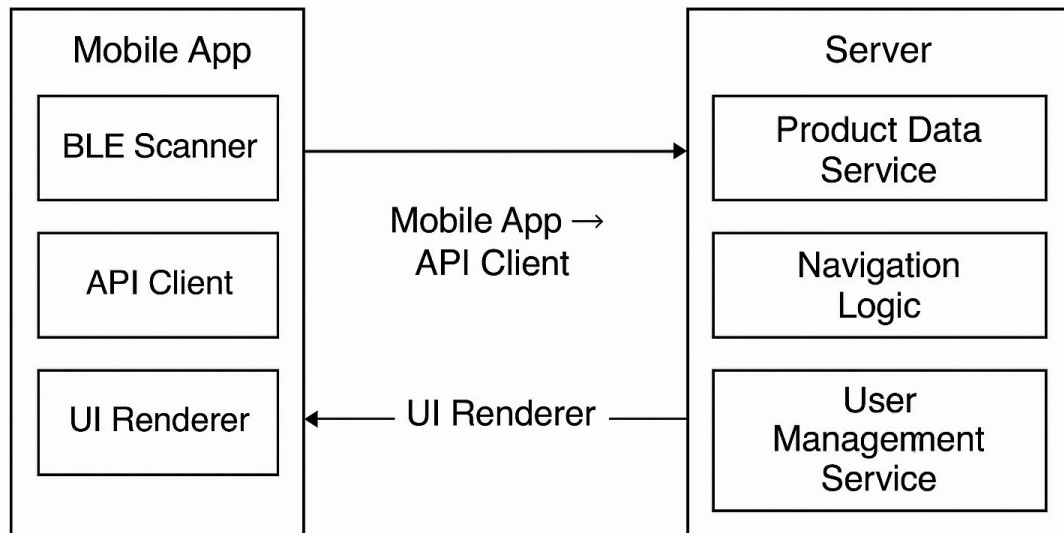 Mobile App
BLE Scanner
API Client
UI Renderer
Mobile App →
API Client
UI Renderer
Server
Product Data
Service
Navigation
Logic
User
Management
Service